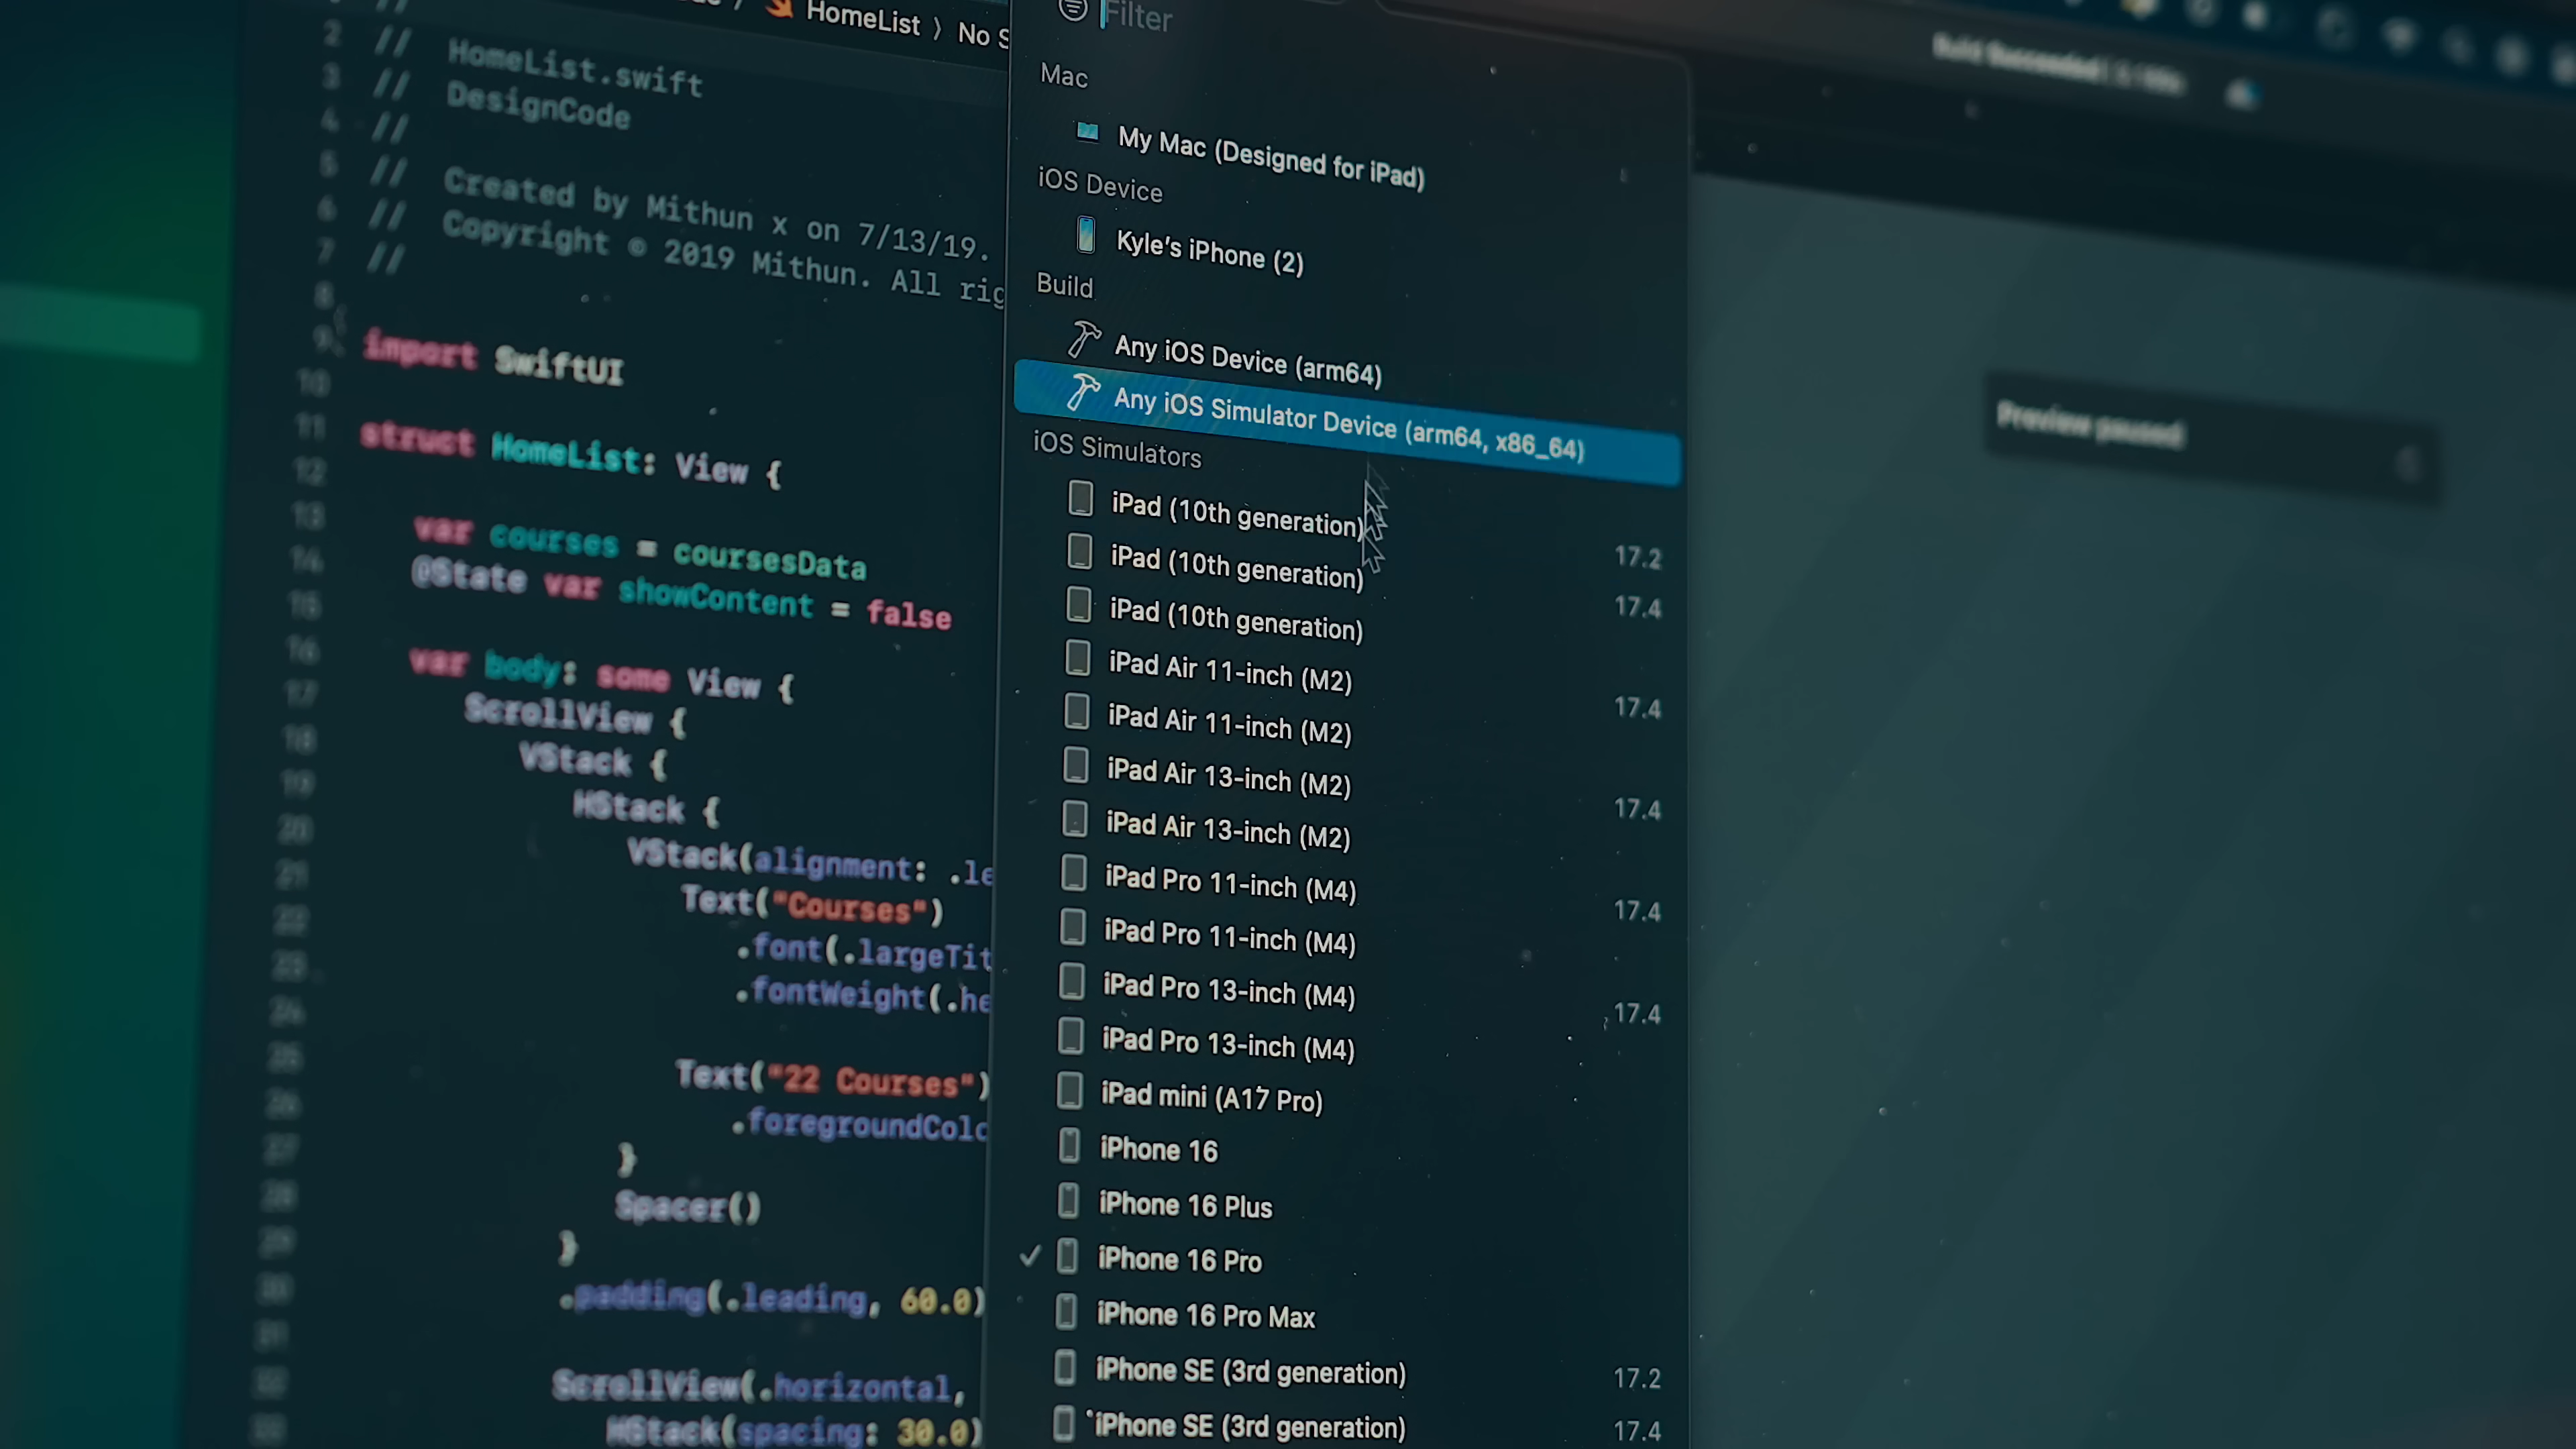 HomeList 〉 No S
//
2 // HomeList.swift
3 // DesignCode
4 //
5 // Created by Mithun x on 7/13/19.
6 // Copyright © 2019 Mithun. All rig
7 //
8
9 import SwiftUI
10
11 struct HomeList: View {
12
13 var courses = coursesData
14 @State var showContent = false
15
16 var body: some View {
17 ScrollView {
18 VStack {
19 HStack {
20 VStack(alignment: .le
21 Text("Courses")
22 .font(.largeTit
23 .fontWeight(.he
24
25 Text("22 Courses")
26 .foregroundColo
27 }
28 Spacer()
29 }
30 .padding(.leading, 60.0)
31
32 ScrollView(.horizontal,
33 HStack(spacing: 30.0)
Filter
Mac
My Mac (Designed for iPad)
iOS Device
Kyle's iPhone (2)
Build
Any iOS Device (arm64)
Any iOS Simulator Device (arm64, x86_64)
iOS Simulators
iPad (10th generation) 17.2
iPad (10th generation) 17.4
iPad (10th generation)
iPad Air 11-inch (M2) 17.4
iPad Air 11-inch (M2)
iPad Air 13-inch (M2) 17.4
iPad Air 13-inch (M2)
iPad Pro 11-inch (M4) 17.4
iPad Pro 11-inch (M4)
iPad Pro 13-inch (M4) 17.4
iPad Pro 13-inch (M4)
iPad mini (A17 Pro)
iPhone 16
iPhone 16 Plus
✓ iPhone 16 Pro
iPhone 16 Pro Max
iPhone SE (3rd generation) 17.2
iPhone SE (3rd generation) 17.4
Build Succeeded
Preview paused